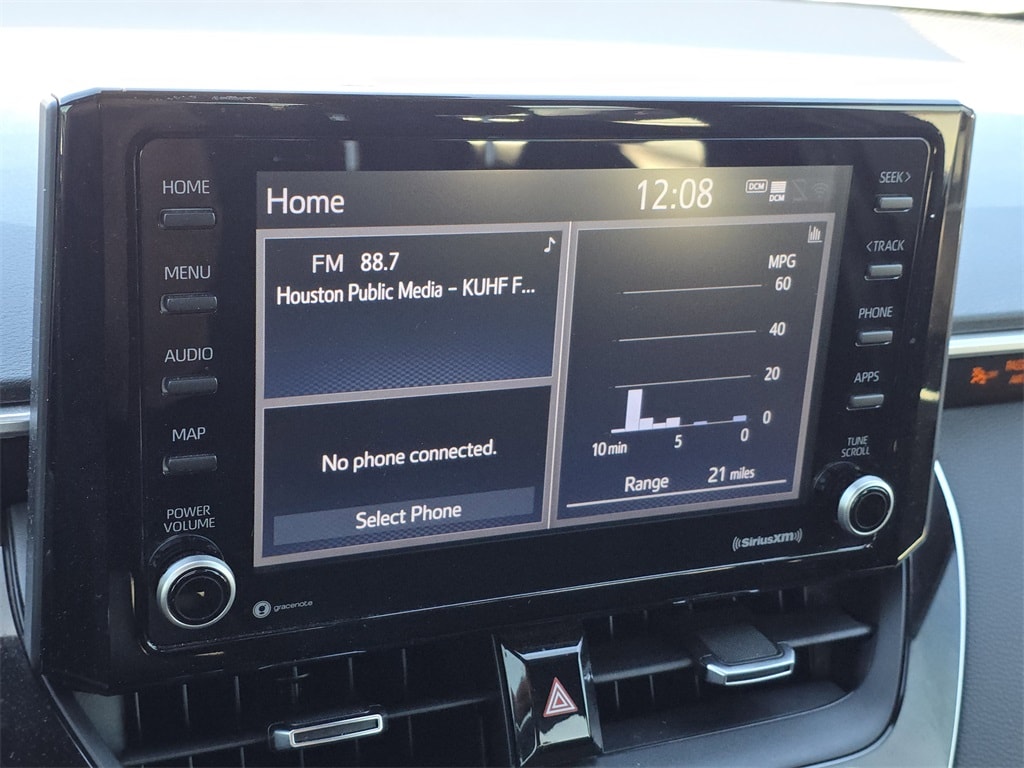 HOME
MENU
AUDIO
MAP
POWER
VOLUME
Home
12:08
DCM
DCM
FM 88.7
Houston Public Media - KUHF F...
No phone connected.
Select Phone
MPG
60
40
20
0
10 min 5 0
Range 21 miles
SEEK >
< TRACK
PHONE
APPS
TUNE
SCROLL
gracenote
((SiriusXM))